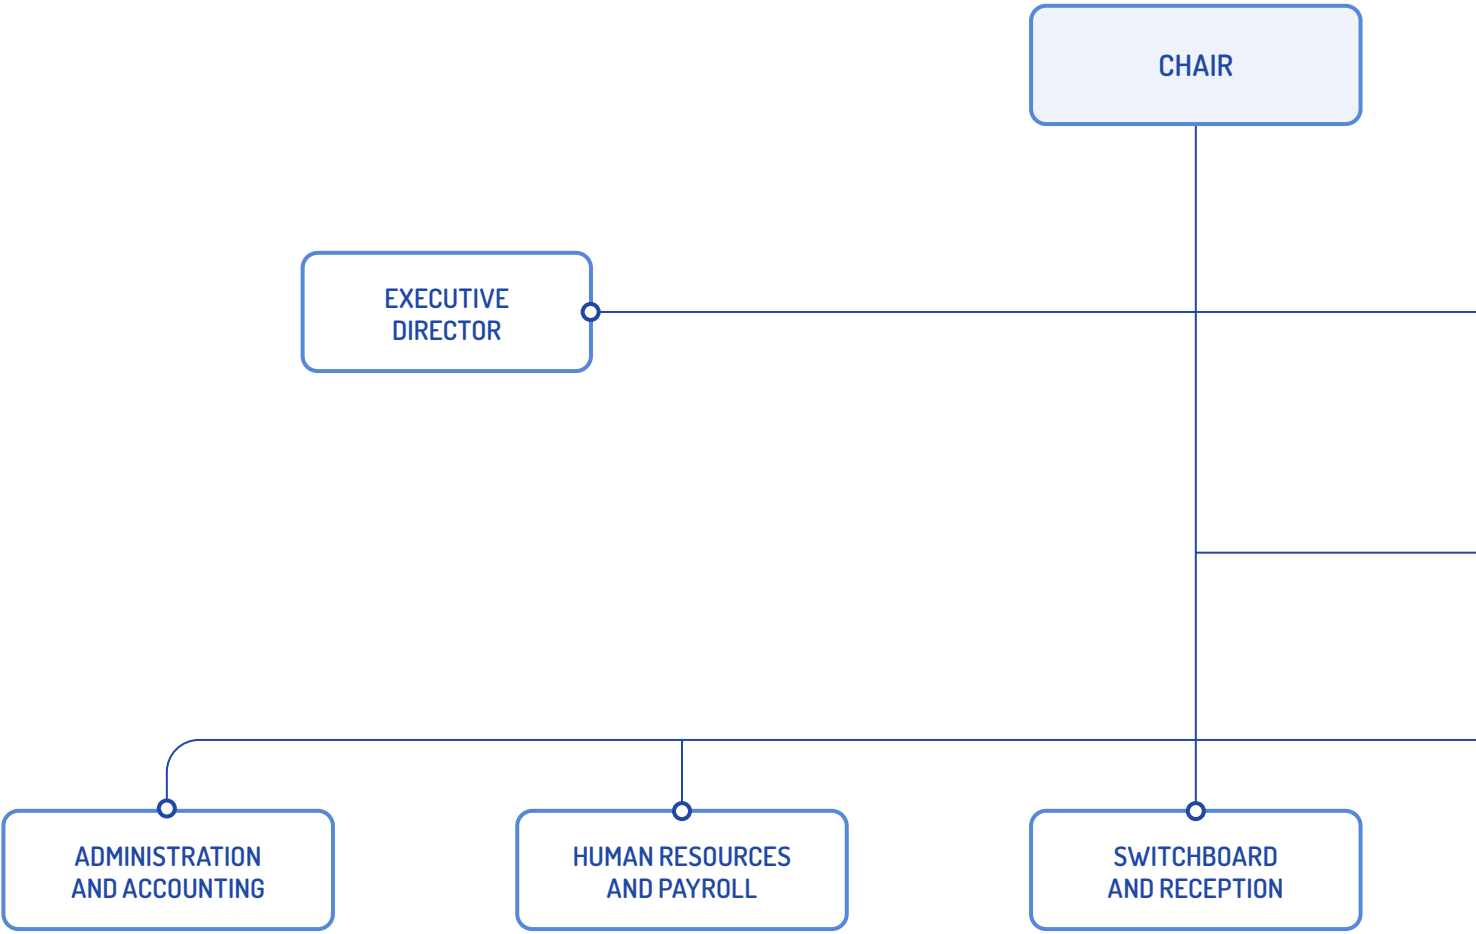 CHAIR
EXECUTIVE
DIRECTOR
ADMINISTRATION
AND ACCOUNTING
HUMAN RESOURCES
AND PAYROLL
SWITCHBOARD
AND RECEPTION